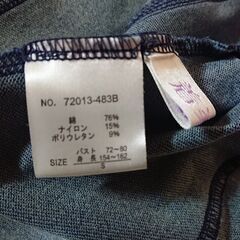 NO. 72013-483B
綿 76%
ナイロン 15%
ポリウレタン 9%
バスト 72〜80
SIZE 身長 154〜162
S